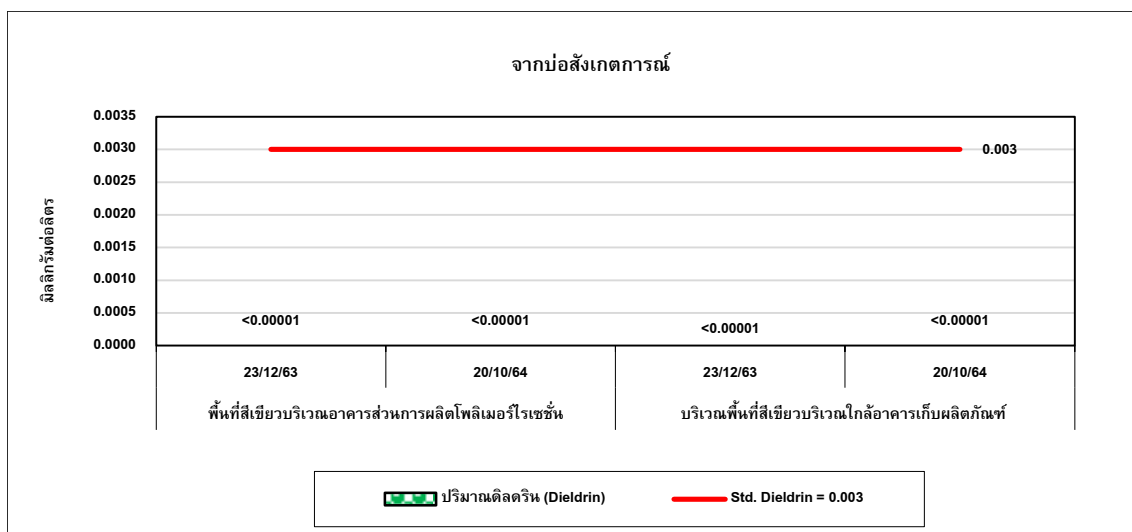 จากบ่อสังเกตการณ์
มิลลิกรัมต่อลิตร
0.0035
0.0030
0.0025
0.0020
0.0015
0.0010
0.0005
0.0000
0.003
<0.00001 <0.00001 <0.00001 <0.00001
23/12/63 20/10/64 23/12/63 20/10/64
พื้นที่สีเขียวบริเวณอาคารส่วนการผลิตโพลิเมอร์ไรเซชั่น บริเวณพื้นที่สีเขียวบริเวณใกล้อาคารเก็บผลิตภัณฑ์
ปริมาณดิลดริน (Dieldrin) Std. Dieldrin = 0.003